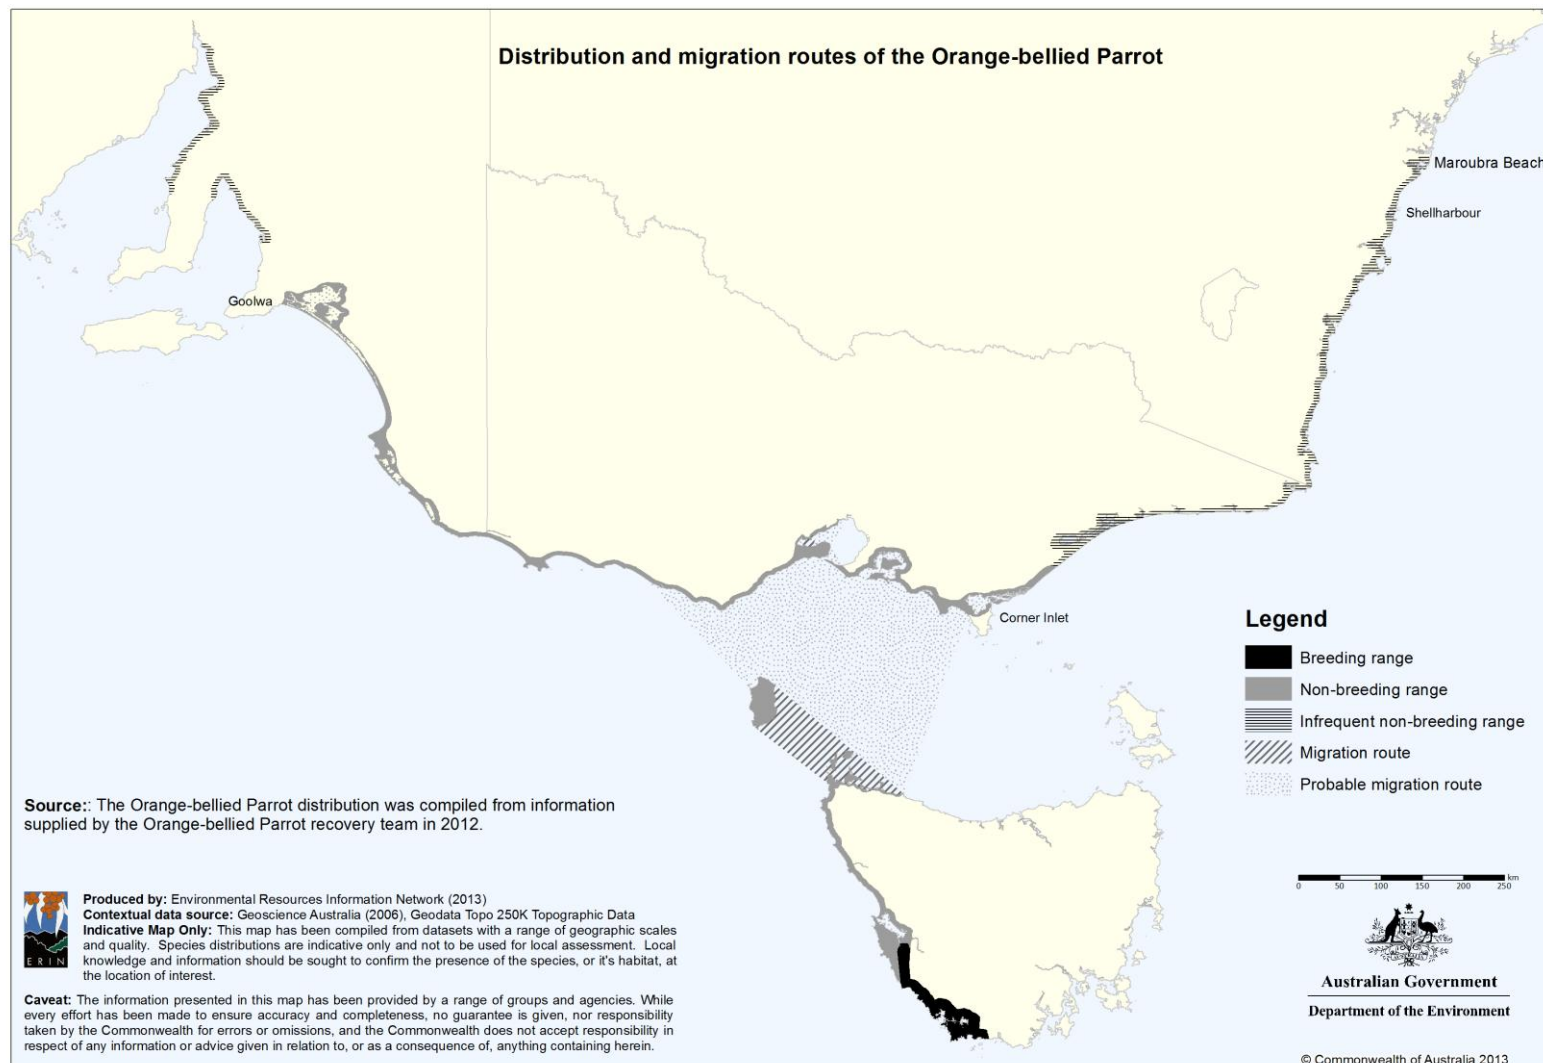 Distribution and migration routes of the Orange-bellied Parrot
Maroubra Beach
Shellharbour
Goolwa
Corner Inlet
Legend
Breeding range
Non-breeding range
Infrequent non-breeding range
Migration route
Probable migration route
Source:: The Orange-bellied Parrot distribution was compiled from information
supplied by the Orange-bellied Parrot recovery team in 2012.
ERIN
Produced by: Environmental Resources Information Network (2013)
Contextual data source: Geoscience Australia (2006), Geodata Topo 250K Topographic Data
Indicative Map Only: This map has been compiled from datasets with a range of geographic scales
and quality. Species distributions are indicative only and not to be used for local assessment. Local
knowledge and information should be sought to confirm the presence of the species, or it's habitat, at
the location of interest.
Caveat: The information presented in this map has been provided by a range of groups and agencies. While
every effort has been made to ensure accuracy and completeness, no guarantee is given, nor responsibility
taken by the Commonwealth for errors or omissions, and the Commonwealth does not accept responsibility in
respect of any information or advice given in relation to, or as a consequence of, anything containing herein.
km
0 50 100 150 200 250
Australian Government
Department of the Environment
© Commonwealth of Australia 2013